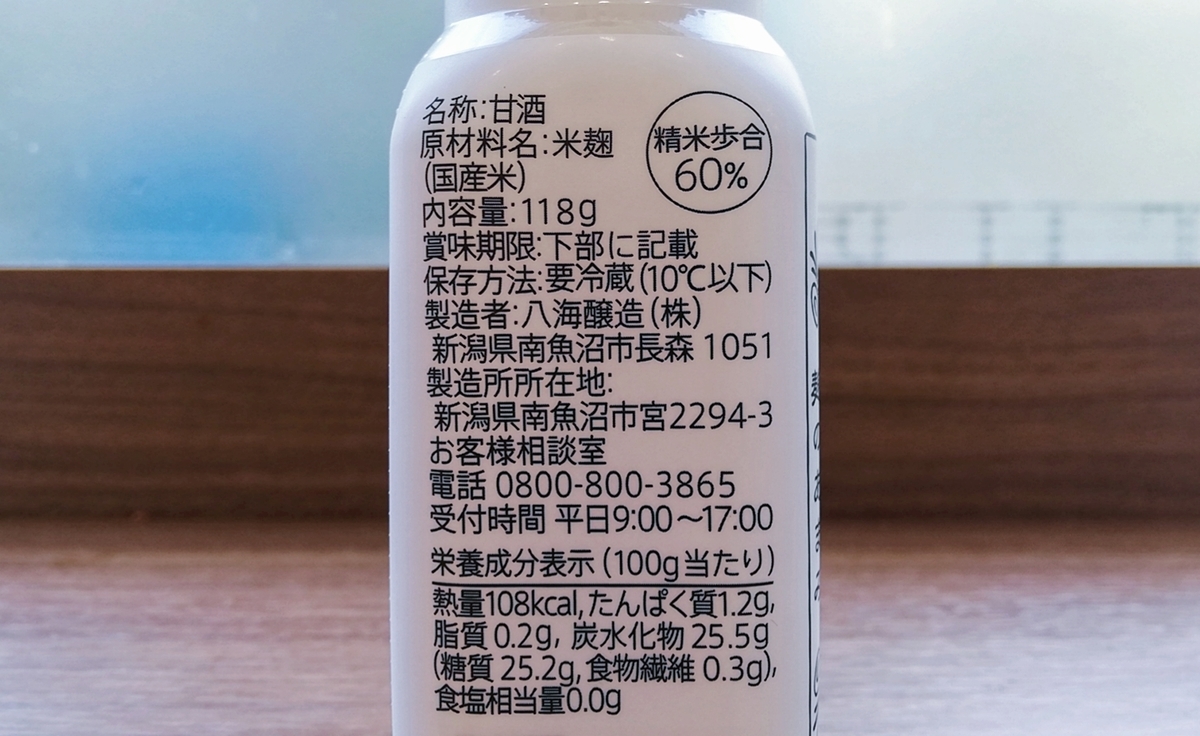 名称:甘酒
原材料名:米麹
(国産米)
精米歩合
60%
内容量:118g
賞味期限:下部に記載
保存方法:要冷蔵(10℃以下)
製造者:八海醸造(株)
新潟県南魚沼市長森 1051
製造所所在地:
新潟県南魚沼市宮2294-3
お客様相談室
電話 0800-800-3865
受付時間 平日9:00〜17:00
栄養成分表示(100g当たり)
熱量108kcal,たんぱく質1.2g,
脂質 0.2g, 炭水化物 25.5g
(糖質 25.2g,食物繊維 0.3g),
食塩相当量0.0g